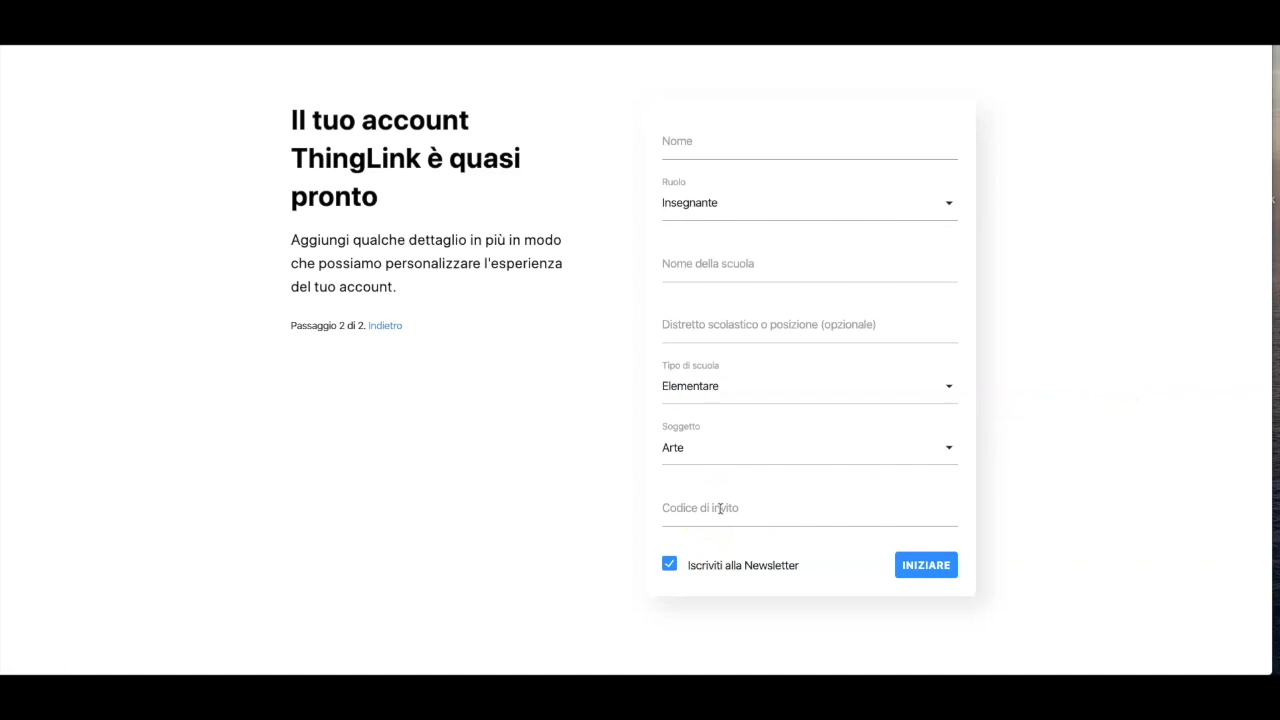 Il tuo account
ThingLink è quasi
pronto
Aggiungi qualche dettaglio in più in modo
che possiamo personalizzare l'esperienza
del tuo account.
Passaggio 2 di 2. Indietro
Nome
Ruolo
Insegnante
Nome della scuola
Distretto scolastico o posizione (opzionale)
Tipo di scuola
Elementare
Soggetto
Arte
Codice di invito
Iscriviti alla Newsletter
INIZIARE